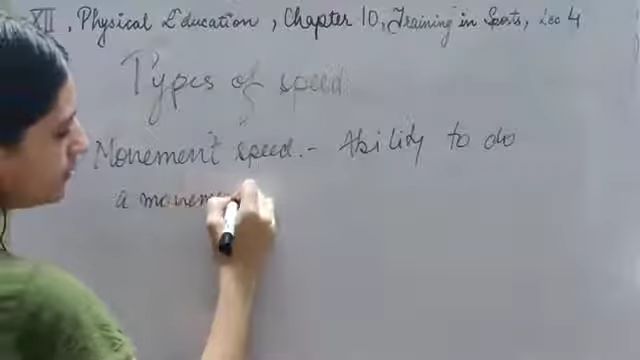 XII, Physical Education, Chapter 10, Training in Sports, Lec 4
Types of speed
Movement speed. - Ability to do
a movem